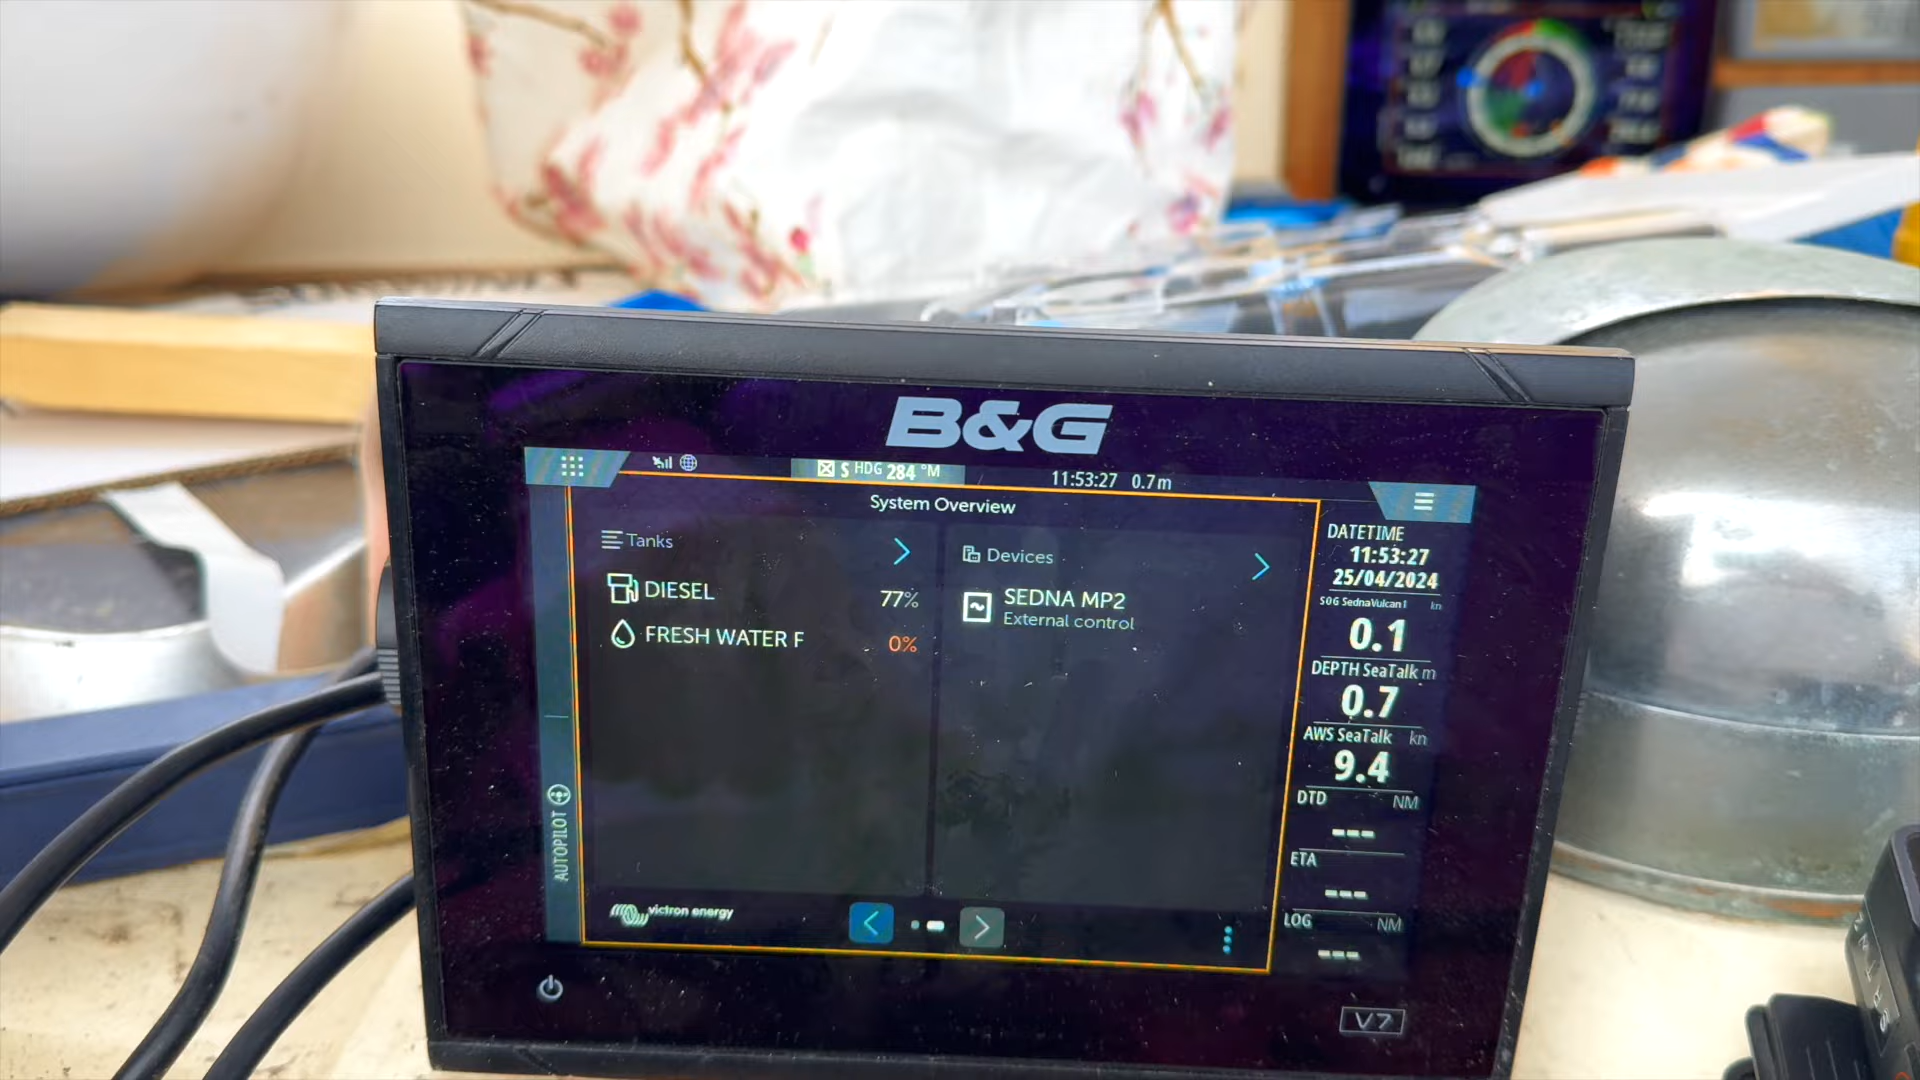 B&G
S HDG 284 °M
11:53:27 0.7 m
System Overview
Tanks
DIESEL 77%
FRESH WATER F 0%
Devices
SEDNA MP2
External control
DATETIME
11:53:27
25/04/2024
SOG SednaVulcan1 kn
0.1
DEPTH SeaTalk m
0.7
AWS SeaTalk kn
9.4
DTD NM
---
ETA
---
LOG NM
---
AUTOPILOT
victron energy
V7